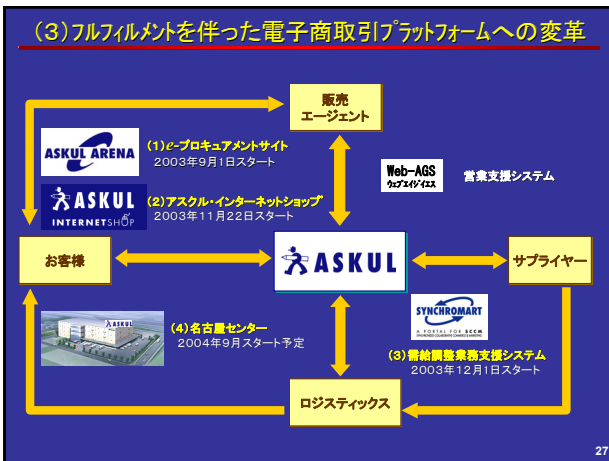 (3)フルフィルメントを伴った電子商取引プラットフォームへの変革
販売
エージェント
ASKUL ARENA
(1)e-プロキュアメントサイト
2003年9月1日スタート
Web-AGS
ウェブエイジイエス
営業支援システム
ASKUL
INTERNETSHOP
(2)アスクル・インターネットショップ
2003年11月22日スタート
お客様
ASKUL
サプライヤー
ASKUL
(4)名古屋センター
2004年9月スタート予定
SYNCHROMART
A PORTAL FOR SCCM
SYNCHRONIZED COLLABORATIVE COMMERCE & MARKETING
(3)需給調整業務支援システム
2003年12月1日スタート
ロジスティックス
27